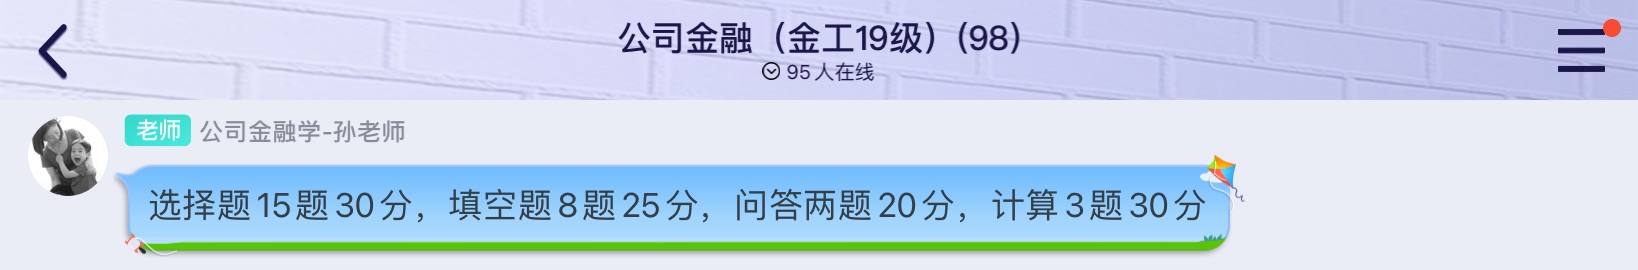 公司金融（金工19级）(98)
95人在线
老师 公司金融学-孙老师
选择题15题30分，填空题8题25分，问答两题20分，计算3题30分